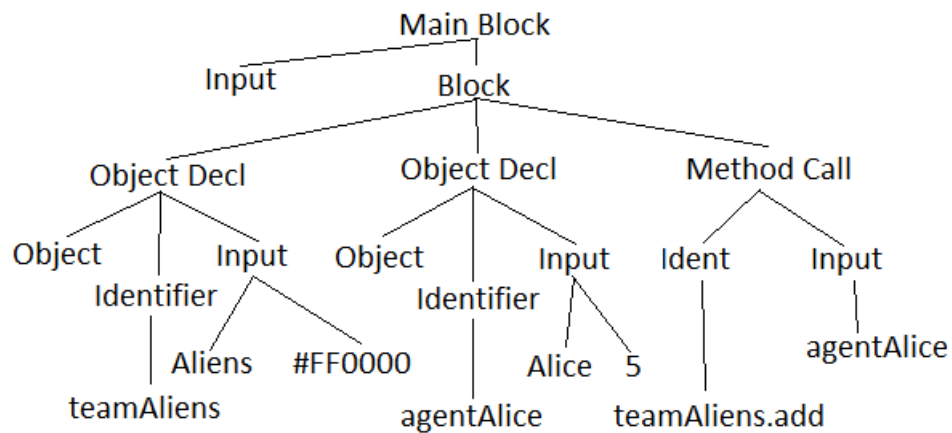 Main Block
Input
Block
Object Decl
Object Decl
Method Call
Object
Input
Object
Input
Ident
Input
Identifier
Identifier
Aliens
#FF0000
Alice
5
agentAlice
teamAliens
agentAlice
teamAliens.add